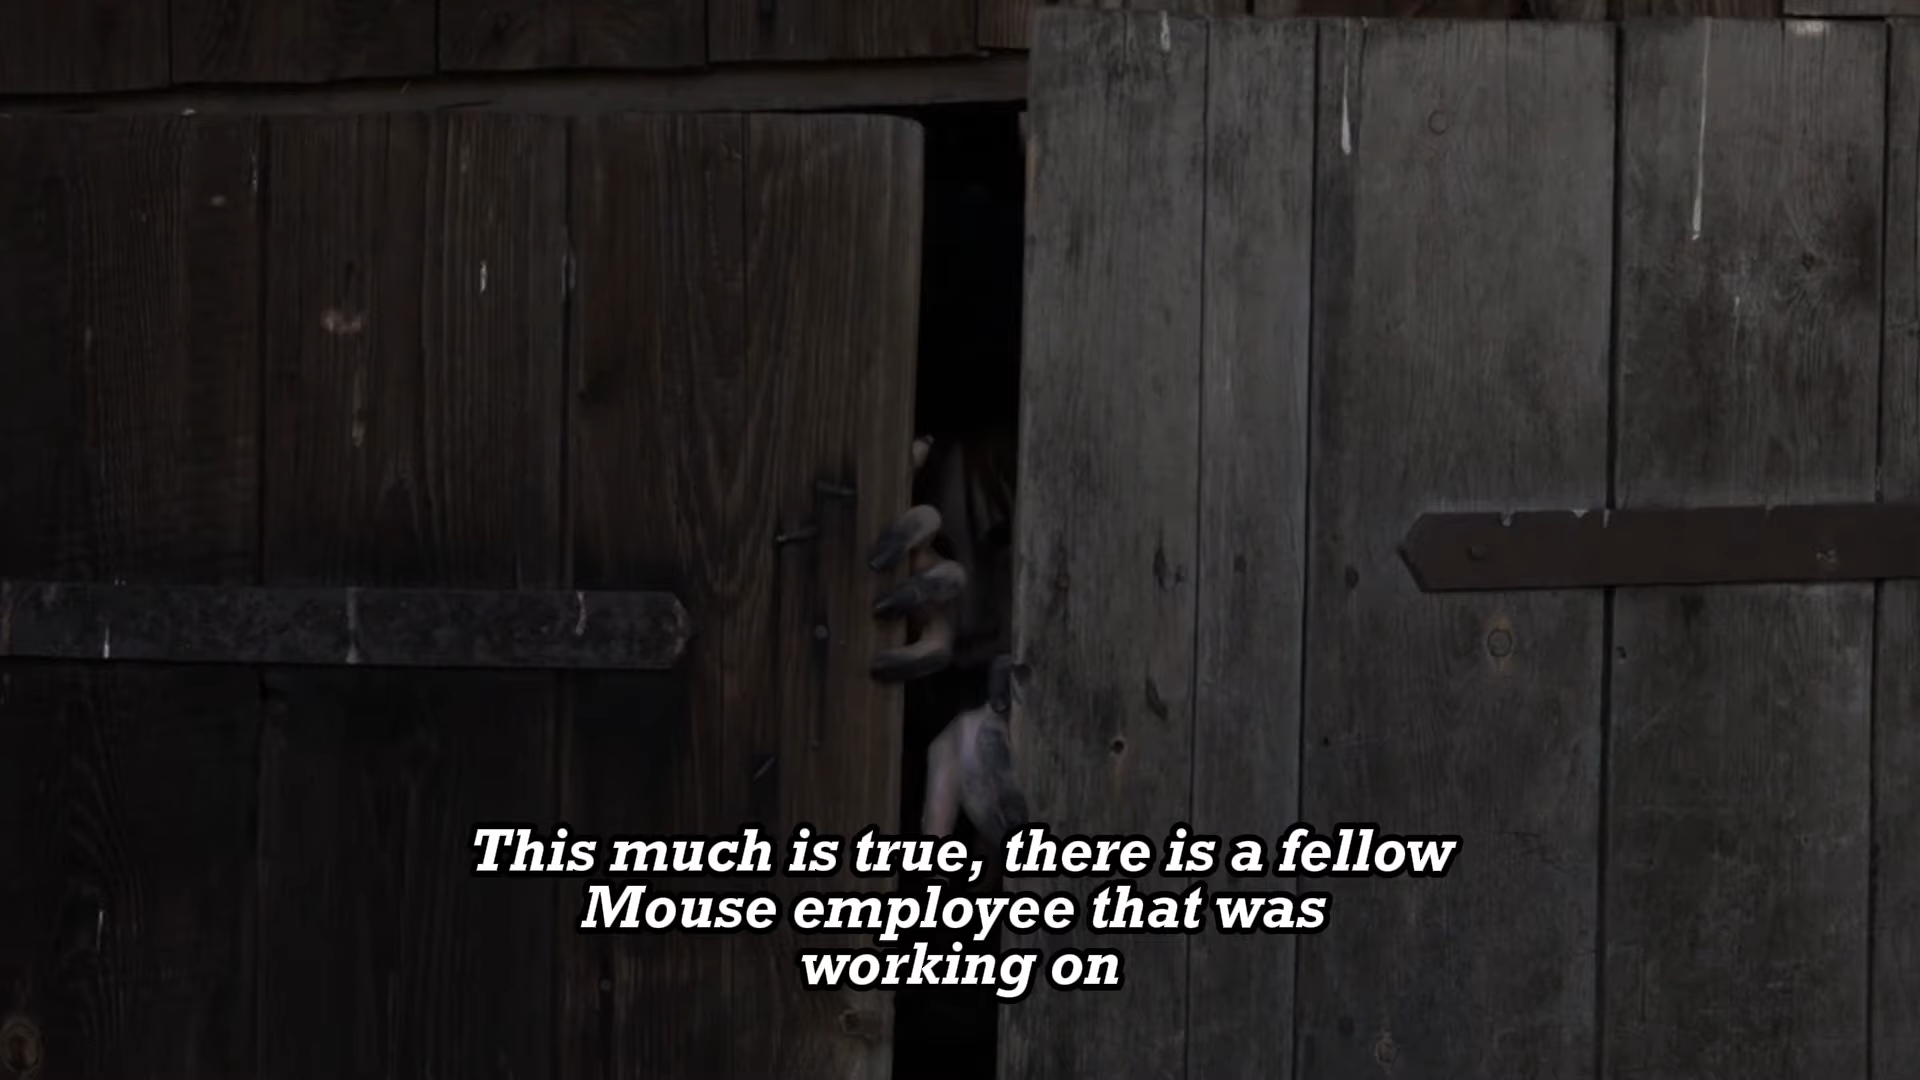 This much is true, there is a fellow
Mouse employee that was
working on